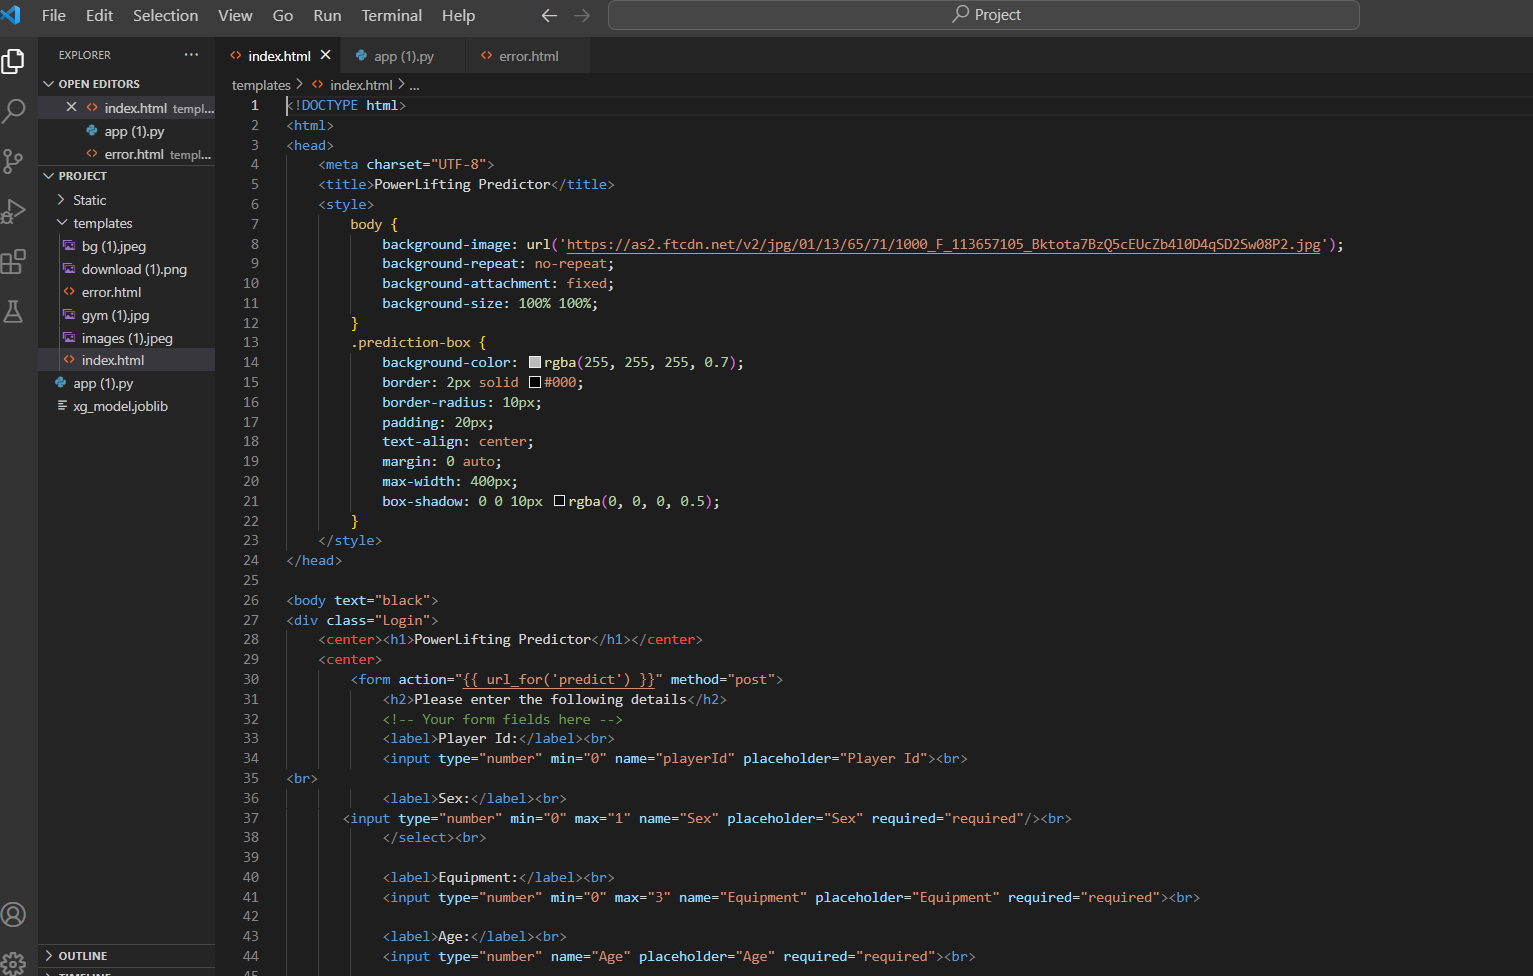 File Edit Selection View Go Run Terminal Help
Project
EXPLORER
OPEN EDITORS
index.html templ...
app (1).py
error.html templ...
PROJECT
Static
templates
bg (1).jpeg
download (1).png
error.html
gym (1).jpg
images (1).jpeg
index.html
app (1).py
xg_model.joblib
OUTLINE
TIMELINE
index.html app (1).py error.html
templates > index.html > ...
1 <!DOCTYPE html>
2 <html>
3 <head>
4 <meta charset="UTF-8">
5 <title>PowerLifting Predictor</title>
6 <style>
7 body {
8 background-image: url('https://as2.ftcdn.net/v2/jpg/01/13/65/71/1000_F_113657105_Bktota7BzQ5cEUcZb4l0D4qSD2Sw08P2.jpg');
9 background-repeat: no-repeat;
10 background-attachment: fixed;
11 background-size: 100% 100%;
12 }
13 .prediction-box {
14 background-color: rgba(255, 255, 255, 0.7);
15 border: 2px solid #000;
16 border-radius: 10px;
17 padding: 20px;
18 text-align: center;
19 margin: 0 auto;
20 max-width: 400px;
21 box-shadow: 0 0 10px rgba(0, 0, 0, 0.5);
22 }
23 </style>
24 </head>
25
26 <body text="black">
27 <div class="Login">
28 <center><h1>PowerLifting Predictor</h1></center>
29 <center>
30 <form action="{{ url_for('predict') }}" method="post">
31 <h2>Please enter the following details</h2>
32 <!-- Your form fields here -->
33 <label>Player Id:</label><br>
34 <input type="number" min="0" name="playerId" placeholder="Player Id"><br>
35 <br>
36 <label>Sex:</label><br>
37 <input type="number" min="0" max="1" name="Sex" placeholder="Sex" required="required"/><br>
38 </select><br>
39
40 <label>Equipment:</label><br>
41 <input type="number" min="0" max="3" name="Equipment" placeholder="Equipment" required="required"><br>
42
43 <label>Age:</label><br>
44 <input type="number" name="Age" placeholder="Age" required="required"><br>
45